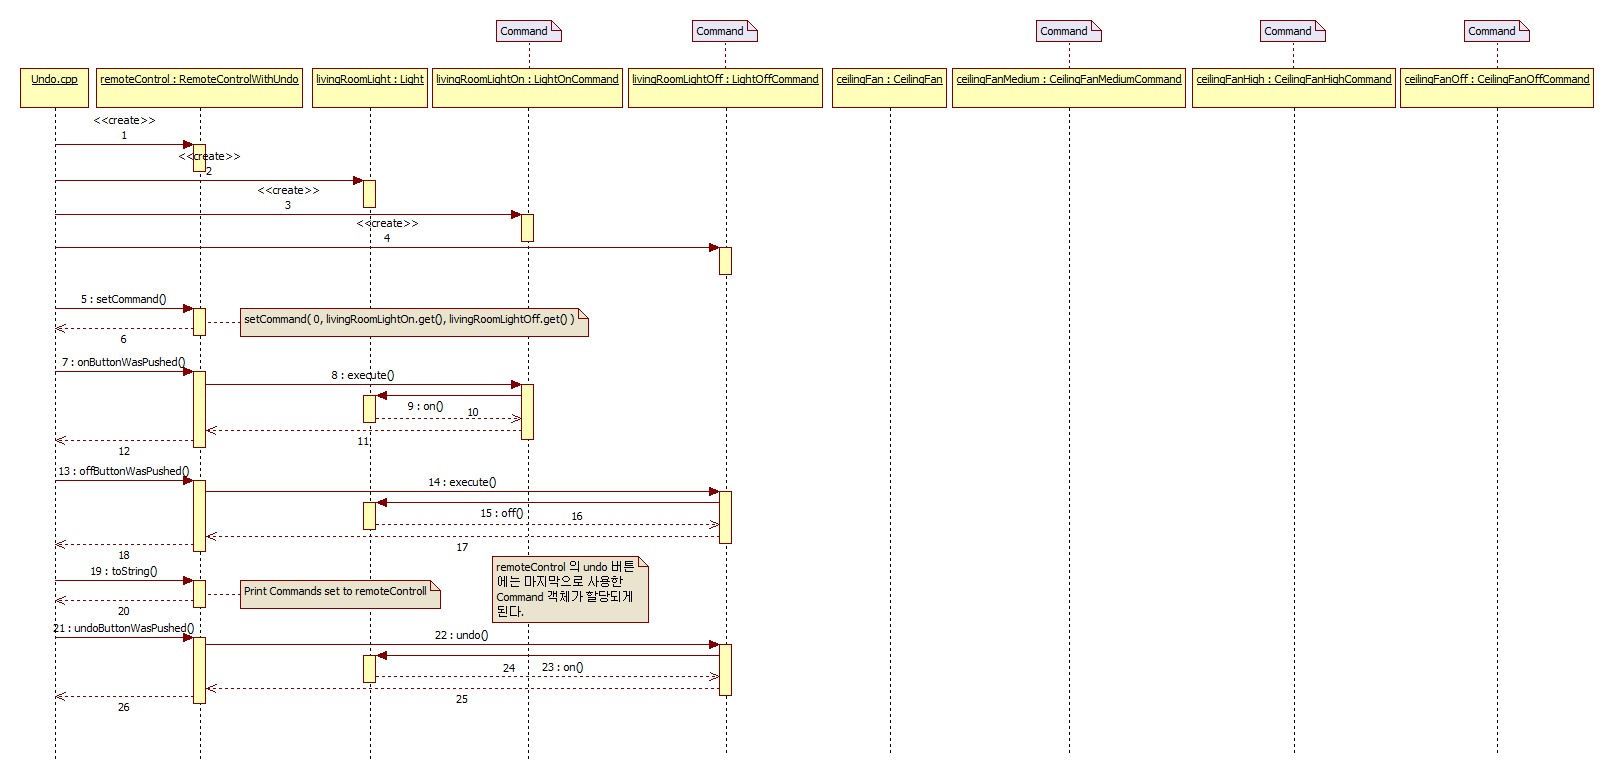 Command
Command
Command
Command
Command
Undo.cpp
remoteControl : RemoteControlWithUndo
livingRoomLight : Light
livingRoomLightOn : LightOnCommand
livingRoomLightOff : LightOffCommand
ceilingFan : CeilingFan
ceilingFanMedium : CeilingFanMediumCommand
ceilingFanHigh : CeilingFanHighCommand
ceilingFanOff : CeilingFanOffCommand
<<create>>
1
<<create>>
2
<<create>>
3
<<create>>
4
5 : setCommand()
setCommand( 0, livingRoomLightOn.get(), livingRoomLightOff.get() )
6
7 : onButtonWasPushed()
8 : execute()
9 : on()
10
11
12
13 : offButtonWasPushed()
14 : execute()
15 : off()
16
17
18
remoteControl 의 undo 버튼
에는 마지막으로 사용한
Command 객체가 할당되게
된다.
19 : toString()
Print Commands set to remoteControll
20
21 : undoButtonWasPushed()
22 : undo()
23 : on()
24
25
26